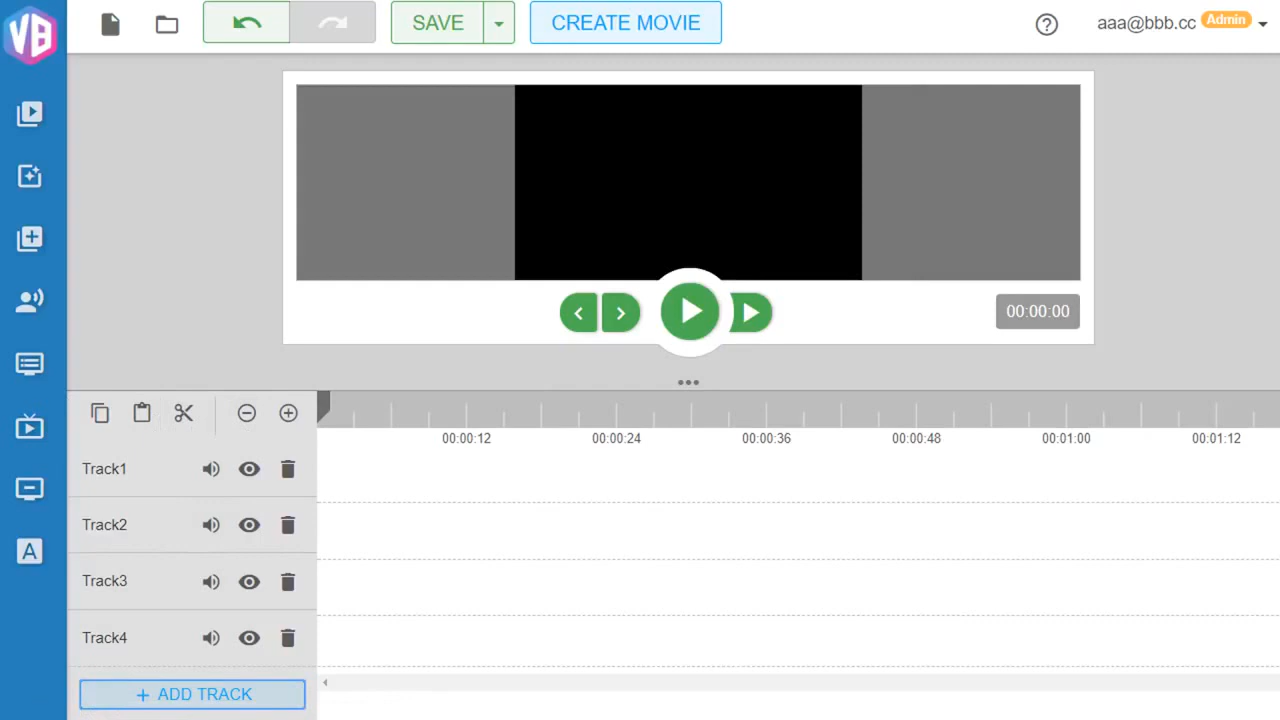 VB
SAVE
CREATE MOVIE
aaa@bbb.cc
Admin
00:00:00
00:00:12
00:00:24
00:00:36
00:00:48
00:01:00
00:01:12
Track1
Track2
Track3
Track4
A
+ ADD TRACK